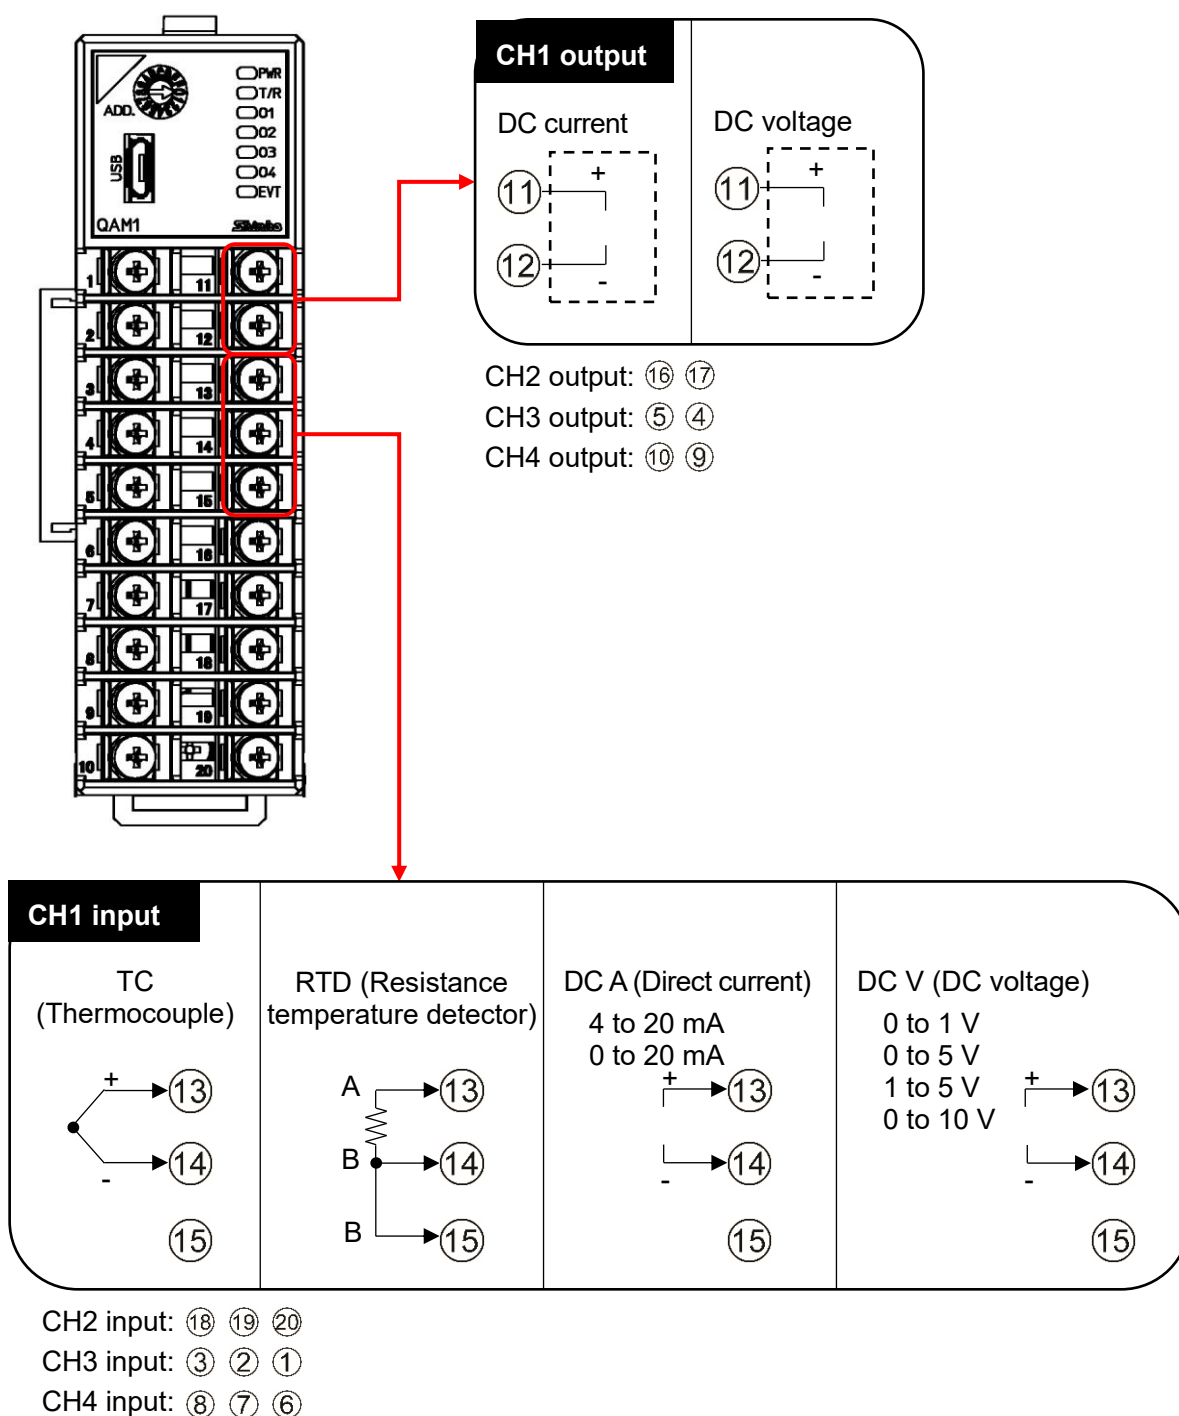 CH1 output
DC current
DC voltage
⑪ + ⑪ +
⑫ - ⑫ -
CH2 output: ⑯ ⑰
CH3 output: ⑤ ④
CH4 output: ⑩ ⑨
ADD.
USB
PWR
T/R
O1
O2
O3
O4
EVT
QAM1
Shinko
1 11
2 12
3 13
4 14
5 15
6 16
7 17
8 18
9 19
10 20
CH1 input
TC
(Thermocouple)
+ ⑬
- ⑭
⑮
RTD (Resistance
temperature detector)
A ⑬
B ⑭
B ⑮
DC A (Direct current)
4 to 20 mA
0 to 20 mA
+ ⑬
- ⑭
⑮
DC V (DC voltage)
0 to 1 V
0 to 5 V
1 to 5 V
0 to 10 V
+ ⑬
- ⑭
⑮
CH2 input: ⑱ ⑲ ⑳
CH3 input: ③ ② ①
CH4 input: ⑧ ⑦ ⑥